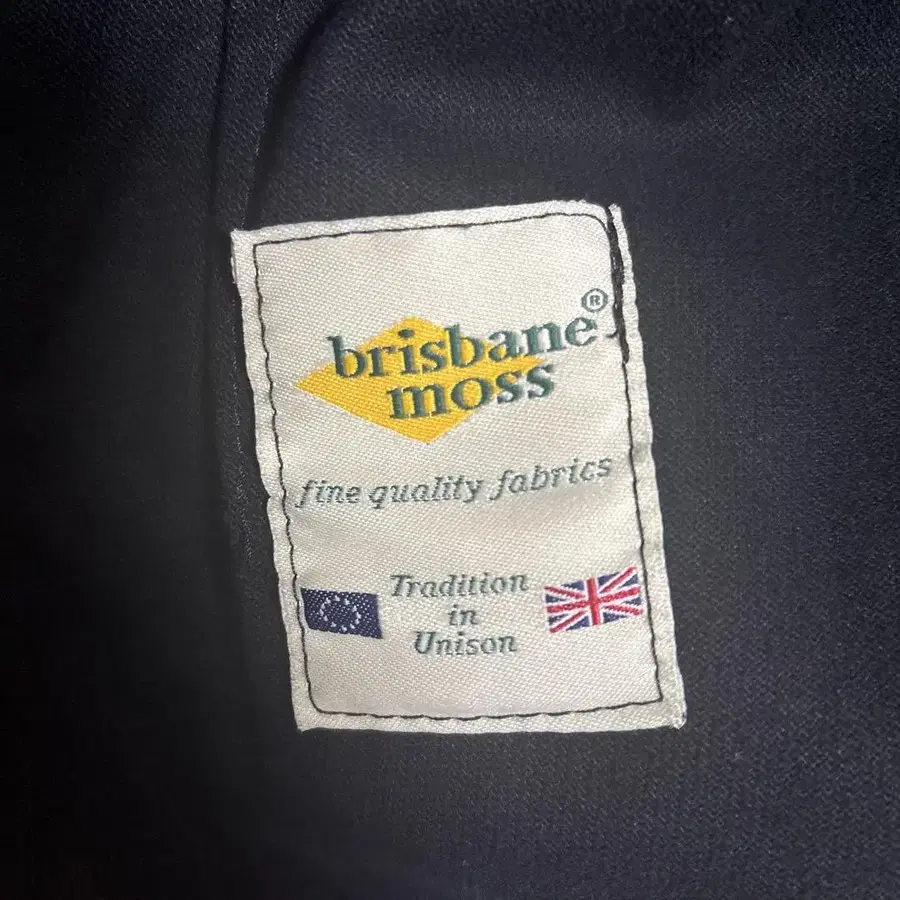 brisbane®
moss
fine quality fabrics
Tradition
in
Unison